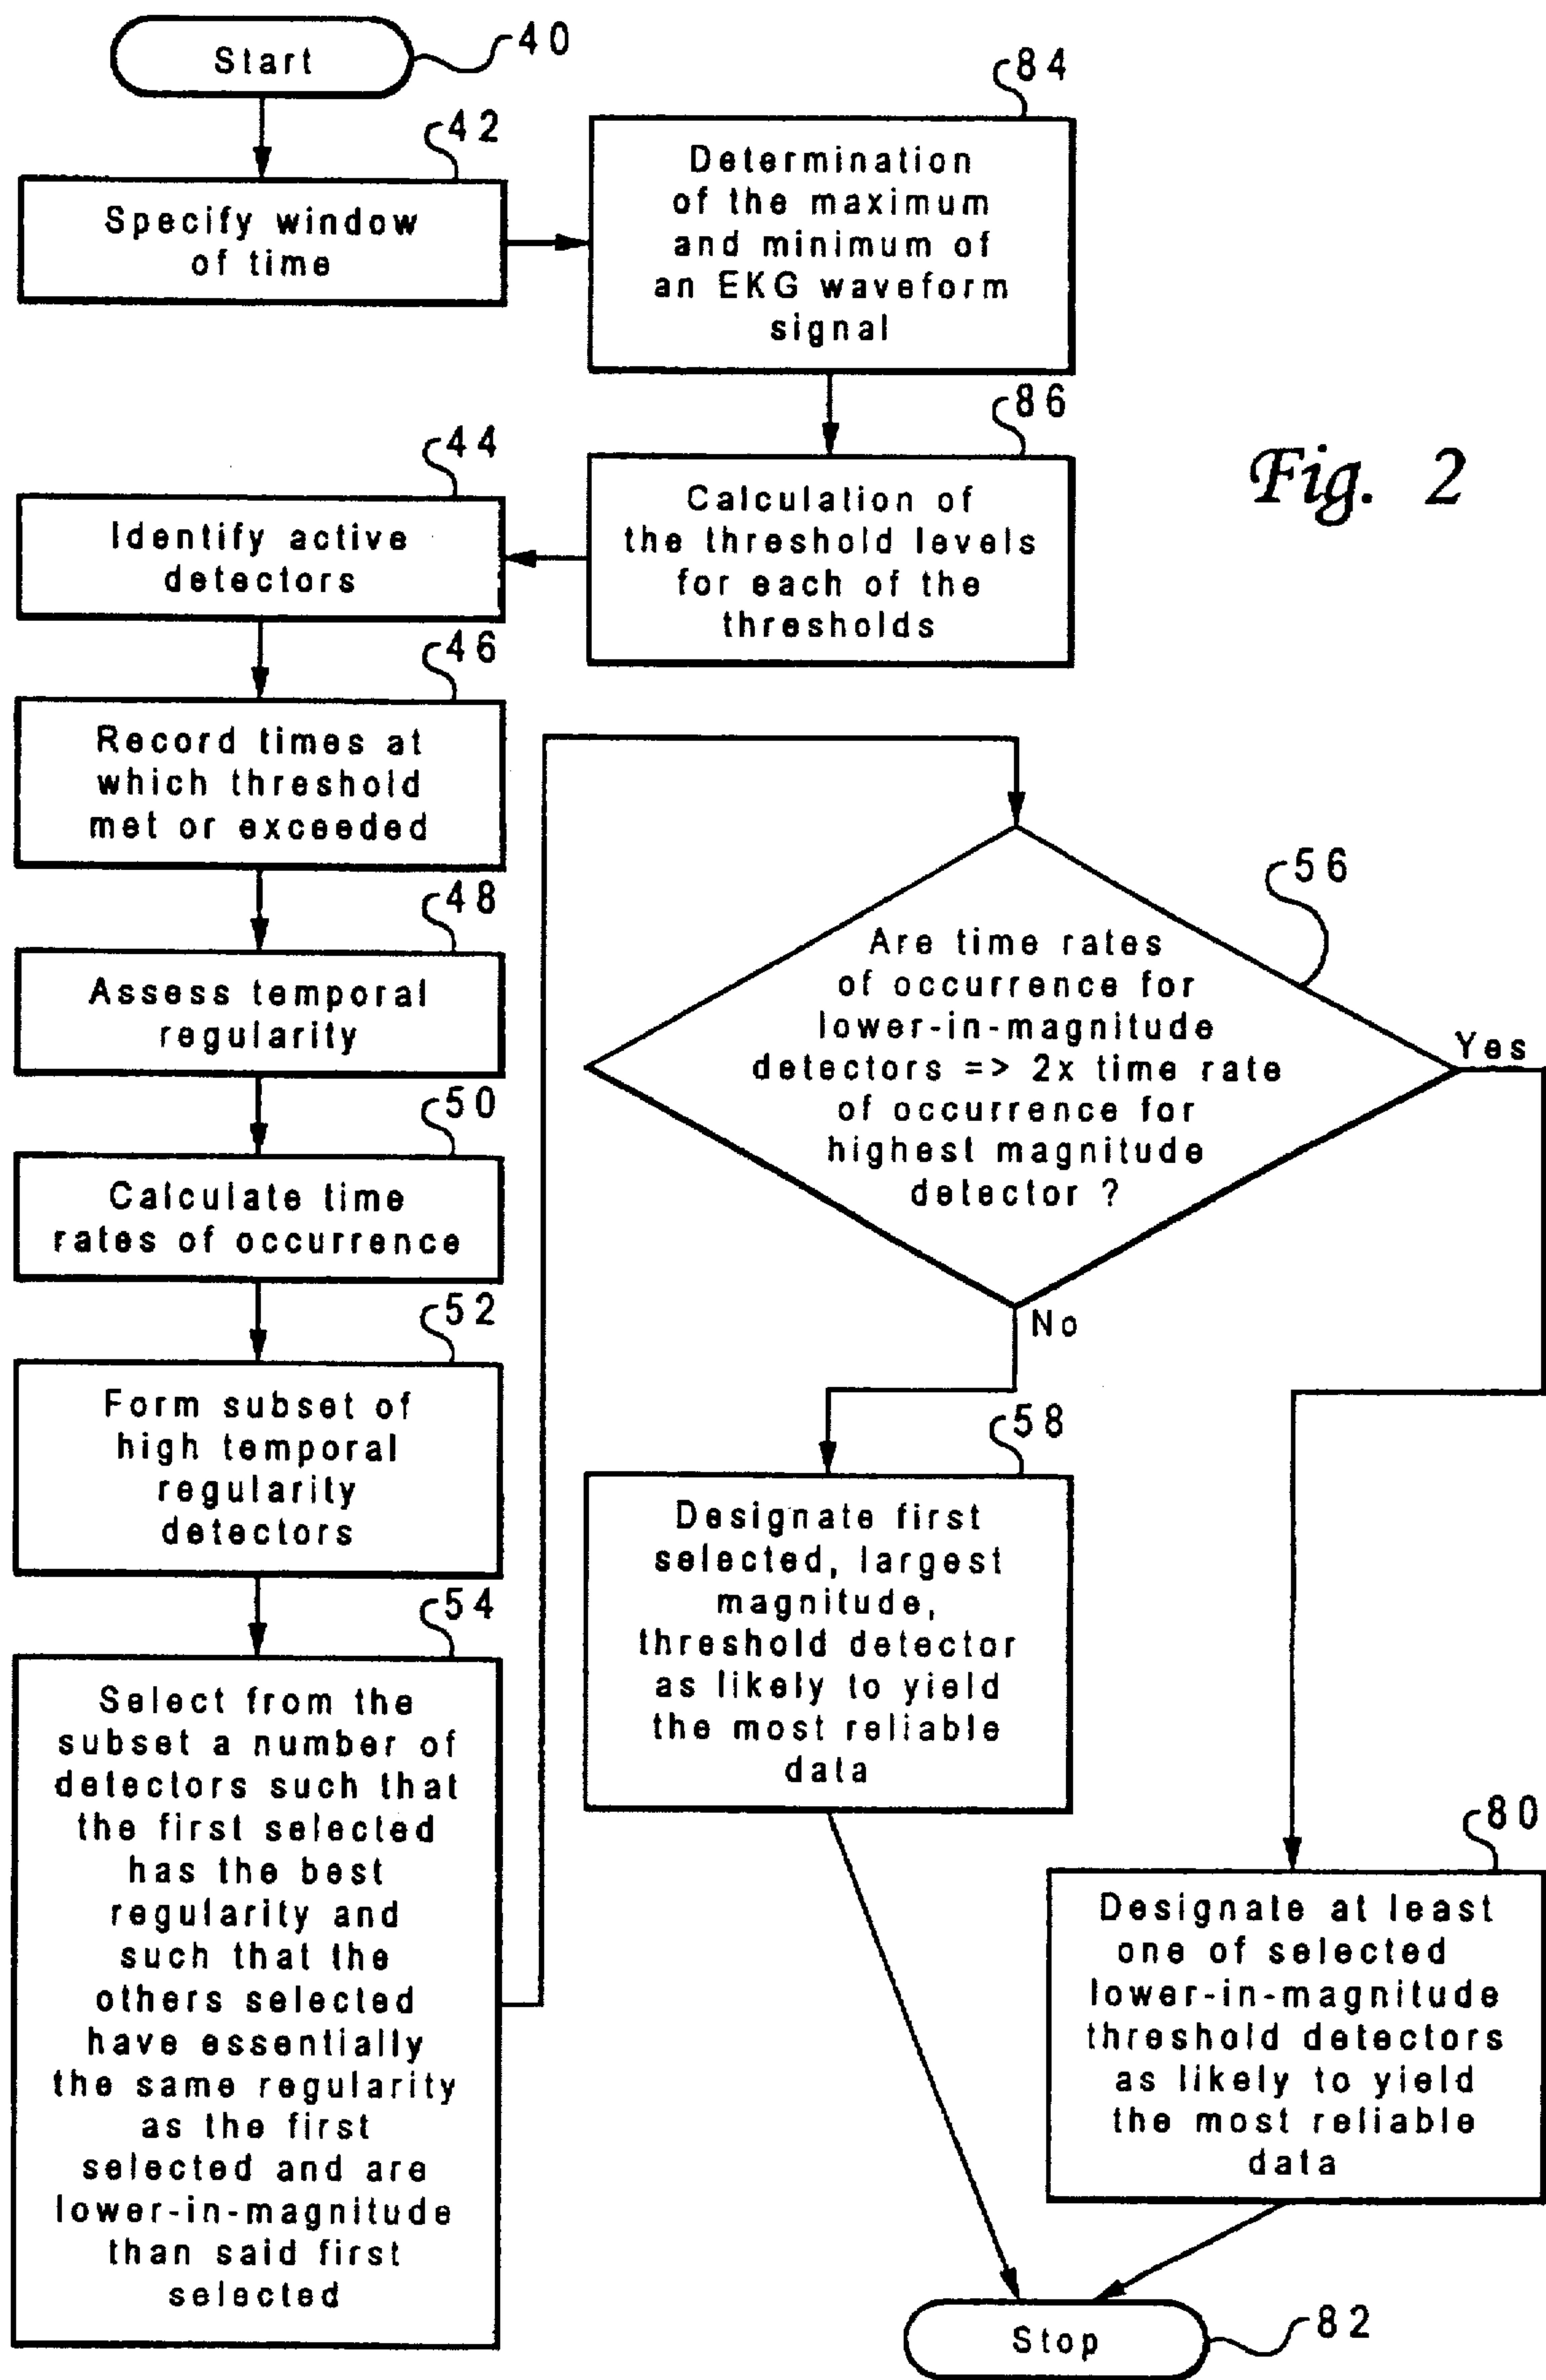 Start
40
42
Specify window
of time
84
Determination
of the maximum
and minimum of
an EKG waveform
signal
86
Calculation of
the threshold levels
for each of the
thresholds
Fig. 2
44
Identify active
detectors
46
Record times at
which threshold
met or exceeded
48
Assess temporal
regularity
50
Calculate time
rates of occurrence
52
Form subset of
high temporal
regularity
detectors
54
Select from the
subset a number of
detectors such that
the first selected
has the best
regularity and
such that the
others selected
have essentially
the same regularity
as the first
selected and are
lower-in-magnitude
than said first
selected
56
Are time rates
of occurrence for
lower-in-magnitude
detectors => 2x time rate
of occurrence for
highest magnitude
detector ?
Yes
No
58
Designate first
selected, largest
magnitude,
threshold detector
as likely to yield
the most reliable
data
80
Designate at least
one of selected
lower-in-magnitude
threshold detectors
as likely to yield
the most reliable
data
Stop
82